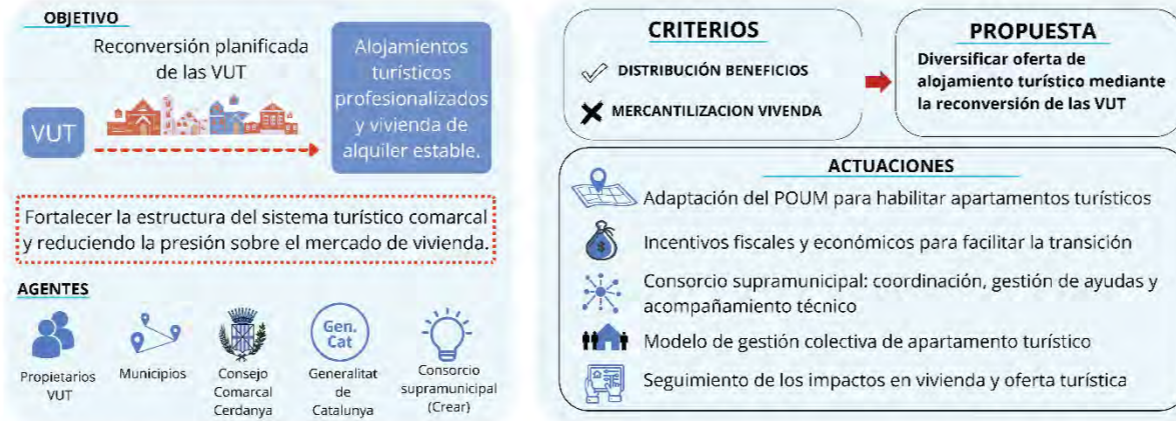 OBJETIVO
Reconversión planificada
de las VUT
VUT
Alojamientos
turísticos
profesionalizados
y vivienda de
alquiler estable.
Fortalecer la estructura del sistema turístico comarcal
y reduciendo la presión sobre el mercado de vivienda.
AGENTES
Propietarios
VUT
Municipios
Consejo
Comarcal
Cerdanya
Gen.
Cat
Generalitat
de
Catalunya
Consorcio
supramunicipal
(Crear)
CRITERIOS
DISTRIBUCIÓN BENEFICIOS
MERCANTILIZACION VIVENDA
PROPUESTA
Diversificar oferta de
alojamiento turístico mediante
la reconversión de las VUT
ACTUACIONES
Adaptación del POUM para habilitar apartamentos turísticos
$
Incentivos fiscales y económicos para facilitar la transición
Consorcio supramunicipal: coordinación, gestión de ayudas y
acompañamiento técnico
Modelo de gestión colectiva de apartamento turístico
Seguimiento de los impactos en vivienda y oferta turística